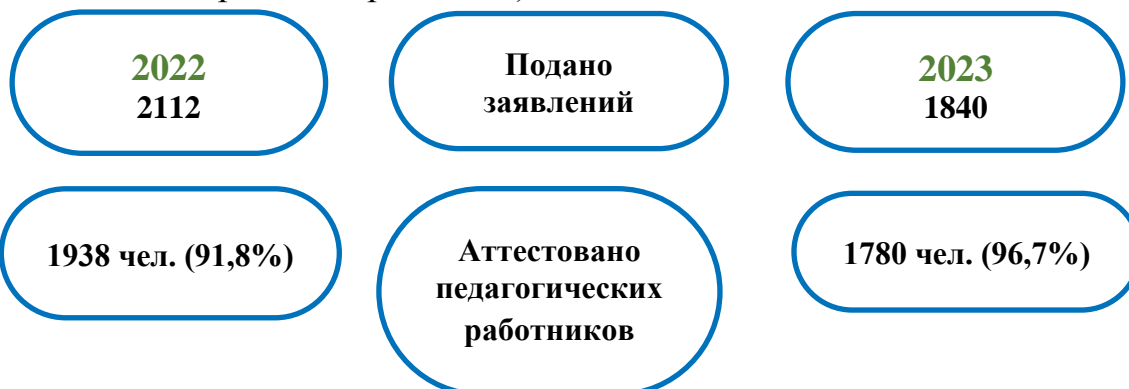 2022
2112
Подано
заявлений
2023
1840
1938 чел. (91,8%)
Аттестовано
педагогических
работников
1780 чел. (96,7%)